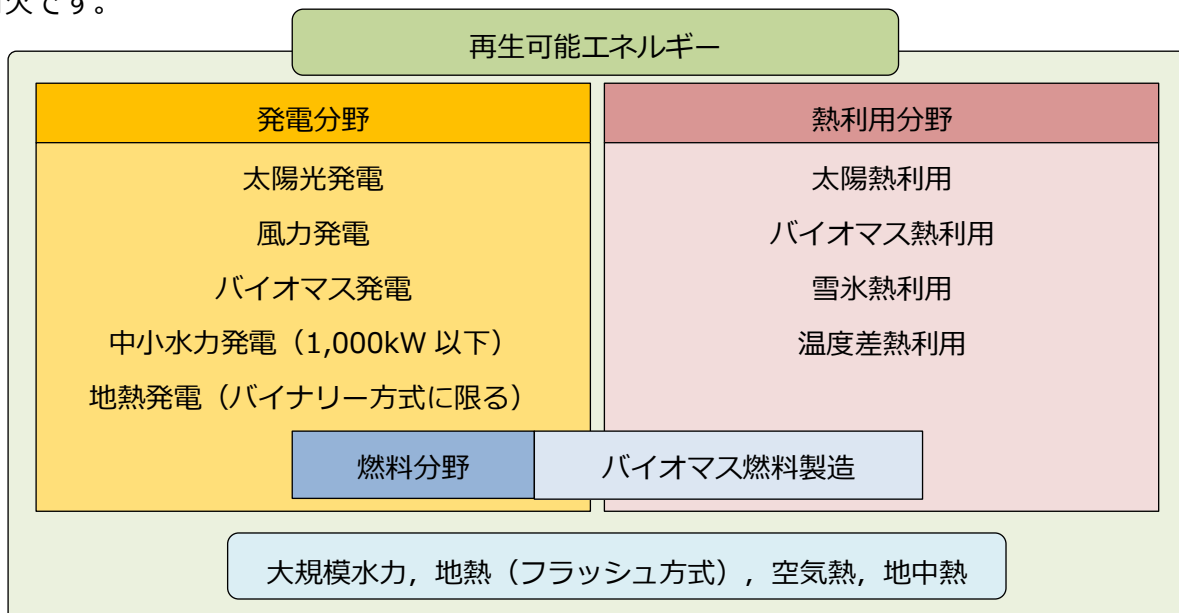 です。
再生可能エネルギー
発電分野
太陽光発電
風力発電
バイオマス発電
中小水力発電（1,000kW 以下）
地熱発電（バイナリー方式に限る）
熱利用分野
太陽熱利用
バイオマス熱利用
雪氷熱利用
温度差熱利用
燃料分野
バイオマス燃料製造
大規模水力，地熱（フラッシュ方式），空気熱，地中熱